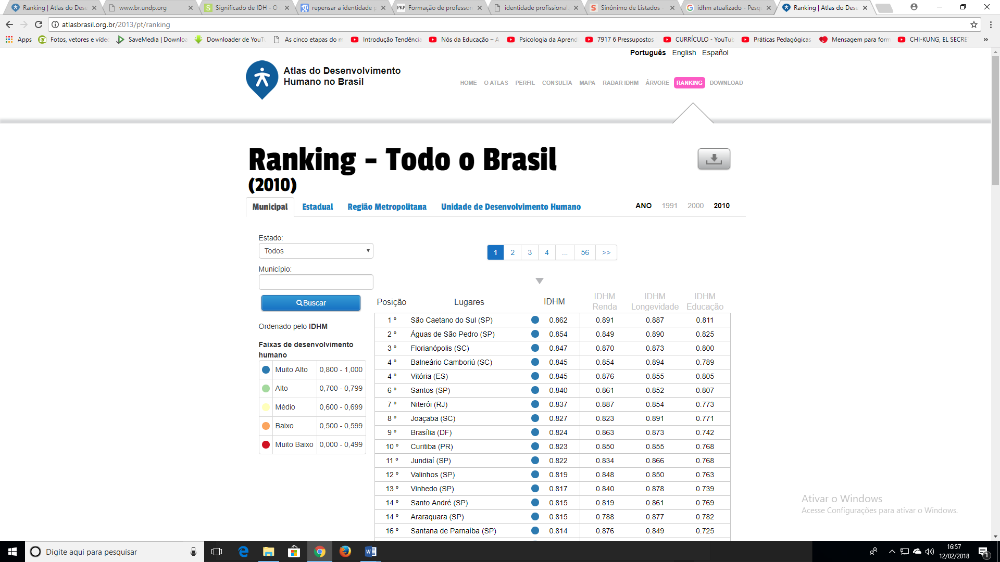 Ranking | Atlas do Dese
www.br.undp.org
Significado de IDH - O
repensar a identidade p
PKP Formação de professor
identidade profissional
Sinônimo de Listados -
idhm atualizado - Pesq
Ranking | Atlas do Dese
atlasbrasil.org.br/2013/pt/ranking
Apps
Fotos, vetores e vídeo
SaveMedia | Downloa
Downloader de YouT
As cinco etapas do m
Introdução Tendência
Nós da Educação – A
Psicologia da Aprend
7917 6 Pressupostos
CURRÍCULO - YouTub
Práticas Pedagógicas
Mensagem para form
CHI-KUNG, EL SECRE
»
Português English Español
Atlas do Desenvolvimento
Humano no Brasil
HOME O ATLAS PERFIL CONSULTA MAPA RADAR IDHM ÁRVORE RANKING DOWNLOAD
Ranking - Todo o Brasil
(2010)
Municipal Estadual Região Metropolitana Unidade de Desenvolvimento Humano
ANO 1991 2000 2010
Estado:
Todos
Município:
Buscar
Ordenado pelo IDHM
Faixas de desenvolvimento
humano
Muito Alto 0,800 - 1,000
Alto 0,700 - 0,799
Médio 0,600 - 0,699
Baixo 0,500 - 0,599
Muito Baixo 0,000 - 0,499
1 2 3 4 ... 56 >>
Posição Lugares IDHM IDHM Renda IDHM Longevidade IDHM Educação
1 º São Caetano do Sul (SP) 0.862 0.891 0.887 0.811
2 º Águas de São Pedro (SP) 0.854 0.849 0.890 0.825
3 º Florianópolis (SC) 0.847 0.870 0.873 0.800
4 º Balneário Camboriú (SC) 0.845 0.854 0.894 0.789
4 º Vitória (ES) 0.845 0.876 0.855 0.805
6 º Santos (SP) 0.840 0.861 0.852 0.807
7 º Niterói (RJ) 0.837 0.887 0.854 0.773
8 º Joaçaba (SC) 0.827 0.823 0.891 0.771
9 º Brasília (DF) 0.824 0.863 0.873 0.742
10 º Curitiba (PR) 0.823 0.850 0.855 0.768
11 º Jundiaí (SP) 0.822 0.834 0.866 0.768
12 º Valinhos (SP) 0.819 0.848 0.850 0.763
13 º Vinhedo (SP) 0.817 0.840 0.878 0.739
14 º Santo André (SP) 0.815 0.819 0.861 0.769
14 º Araraquara (SP) 0.815 0.788 0.877 0.782
16 º Santana de Parnaíba (SP) 0.814 0.876 0.849 0.725
Ativar o Windows
Acesse Configurações para ativar o Windows.
Digite aqui para pesquisar
16:57
12/02/2018
1